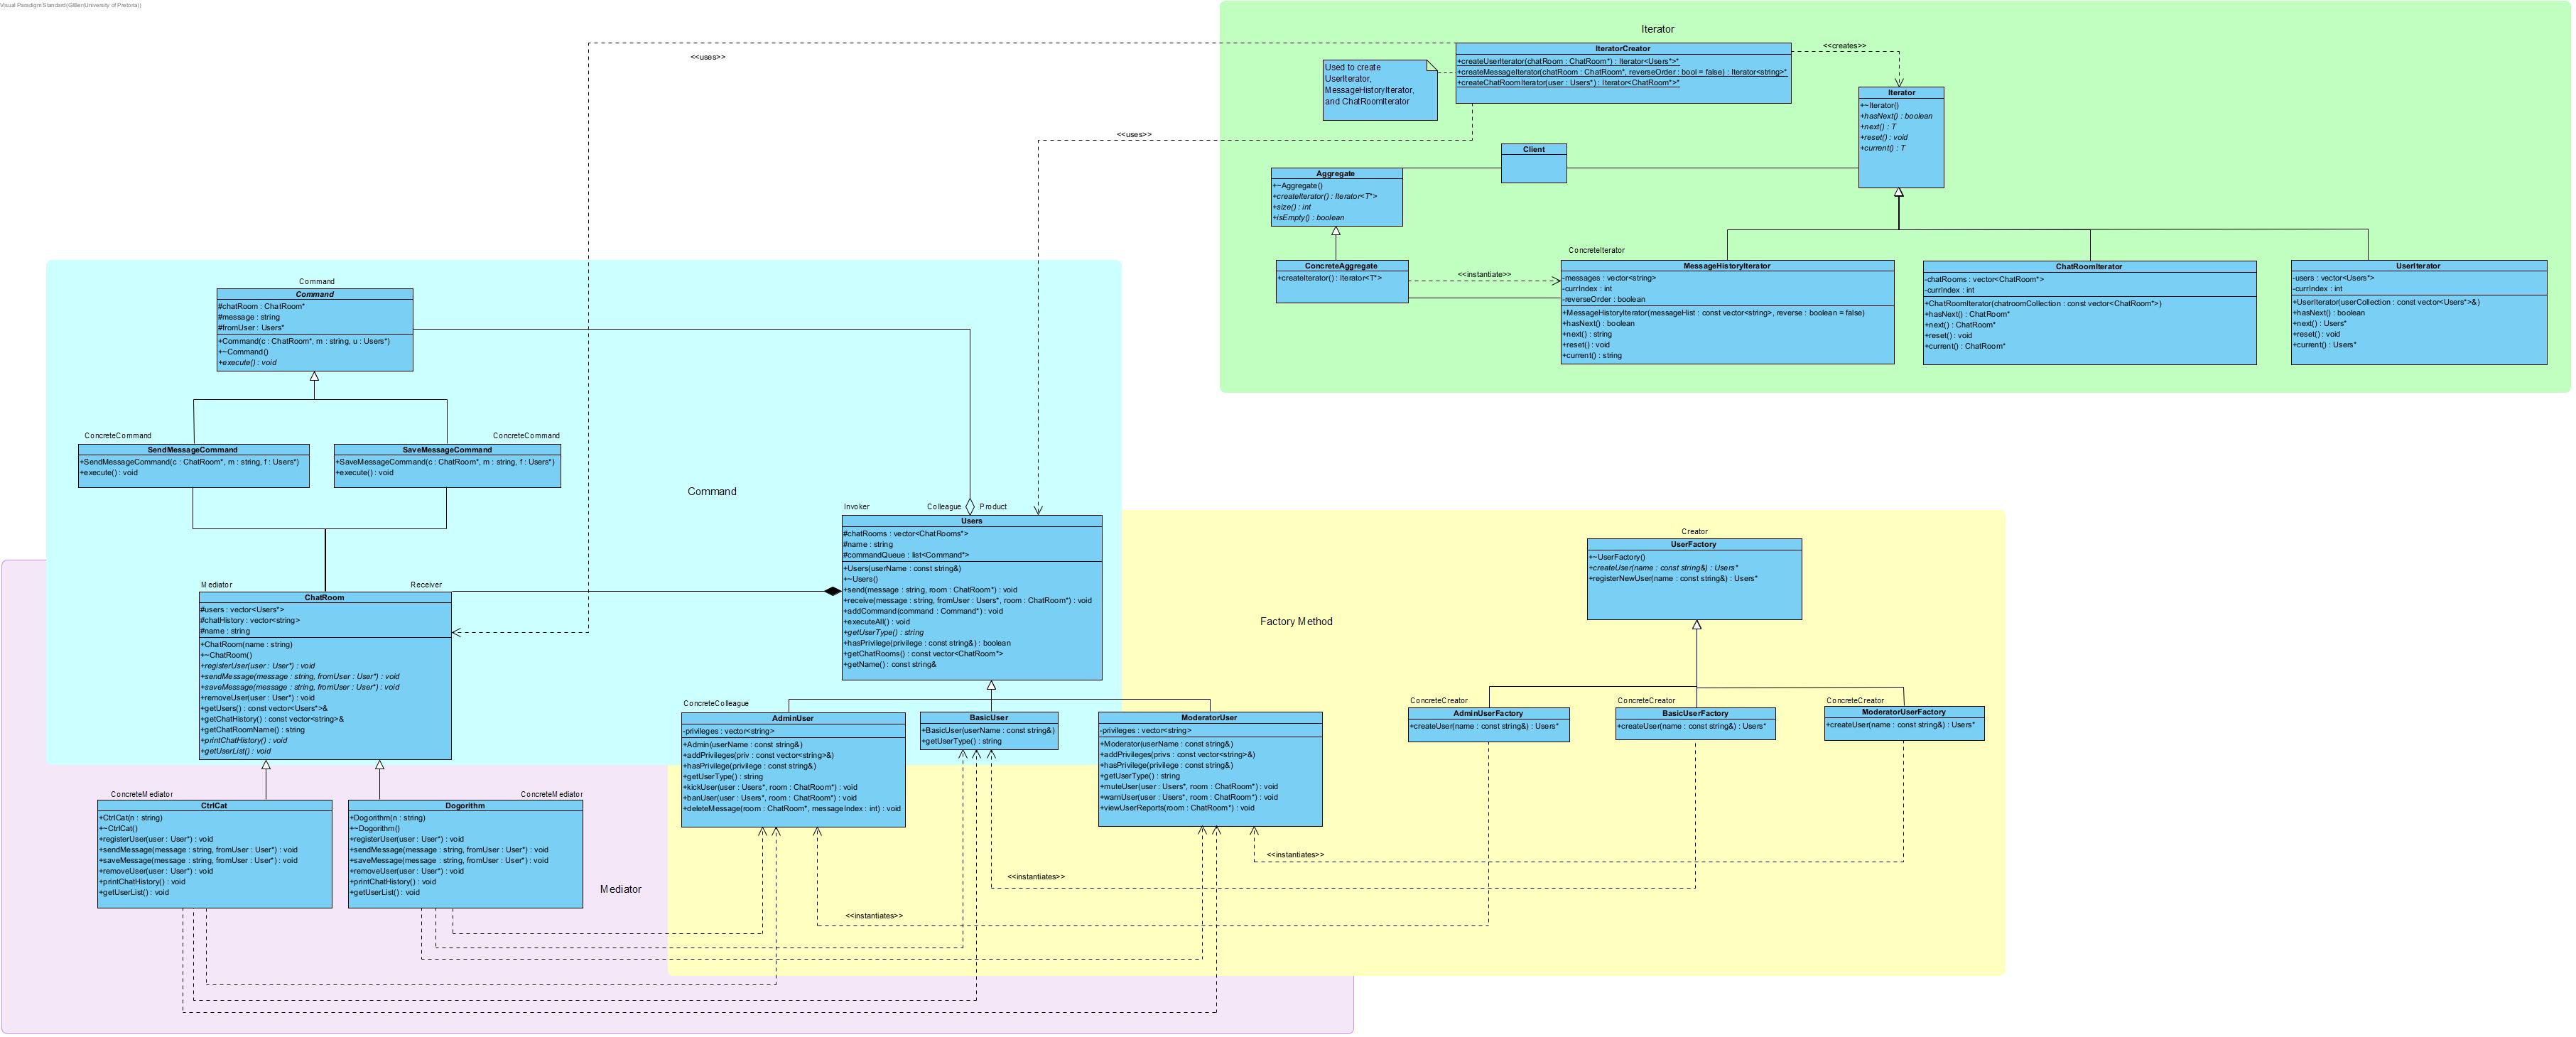 Visual Paradigm Standard(GIBert(University of Pretoria))
Iterator
<<uses>>
IteratorCreator
+createUserIterator(chatRoom : ChatRoom*) : Iterator<Users*>*
+createMessageIterator(chatRoom : ChatRoom*, reverseOrder : bool = false) : Iterator<string>*
+createChatRoomIterator(user : Users*) : Iterator<ChatRoom*>*
<<creates>>
Used to create
UserIterator,
MessageHistoryIterator,
and ChatRoomIterator
Iterator
+~Iterator()
+hasNext() : boolean
+next() : T
+reset() : void
+current() : T
<<uses>>
Client
Aggregate
+~Aggregate()
+createIterator() : Iterator<T*>
+size() : int
+isEmpty() : boolean
ConcreteAggregate
+createIterator() : Iterator<T*>
<<instantiate>>
ConcreteIterator
MessageHistoryIterator
-messages : vector<string>
-currIndex : int
-reverseOrder : boolean
+MessageHistoryIterator(messageHist : const vector<string>, reverse : boolean = false)
+hasNext() : boolean
+next() : string
+reset() : void
+current() : string
ChatRoomIterator
-chatRooms : vector<ChatRoom*>
-currIndex : int
+ChatRoomIterator(chatroomCollection : const vector<ChatRoom*>)
+hasNext() : ChatRoom*
+next() : ChatRoom*
+reset() : void
+current() : ChatRoom*
UserIterator
-users : vector<Users*>
-currIndex : int
+UserIterator(userCollection : const vector<Users*>&)
+hasNext() : boolean
+next() : Users*
+reset() : void
+current() : Users*
Command
Command
#chatRoom : ChatRoom*
#message : string
#fromUser : Users*
+Command(c : ChatRoom*, m : string, u : Users*)
+~Command()
+execute() : void
ConcreteCommand
SendMessageCommand
+SendMessageCommand(c : ChatRoom*, m : string, f : Users*)
+execute() : void
ConcreteCommand
SaveMessageCommand
+SaveMessageCommand(c : ChatRoom*, m : string, f : Users*)
+execute() : void
Command
Invoker
Colleague
Product
Users
#chatRooms : vector<ChatRooms*>
#name : string
#commandQueue : list<Command*>
+Users(userName : const string&)
+~Users()
+send(message : string, room : ChatRoom*) : void
+receive(message : string, fromUser : Users*, room : ChatRoom*) : void
+addCommand(command : Command*) : void
+executeAll() : void
+getUserType() : string
+hasPrivilege(privilege : const string&) : boolean
+getChatRooms() : const vector<ChatRoom*>
+getName() : const string&
Mediator
Receiver
ChatRoom
#users : vector<Users*>
#chatHistory : vector<string>
#name : string
+ChatRoom(name : string)
+~ChatRoom()
+registerUser(user : User*) : void
+sendMessage(message : string, fromUser : User*) : void
+saveMessage(message : string, fromUser : User*) : void
+removeUser(user : User*) : void
+getUsers() : const vector<Users*>&
+getChatHistory() : const vector<string>&
+getChatRoomName() : string
+printChatHistory() : void
+getUserList() : void
Factory Method
Creator
UserFactory
+~UserFactory()
+createUser(name : const string&) : Users*
+registerNewUser(name : const string&) : Users*
ConcreteColleague
AdminUser
-privileges : vector<string>
+Admin(userName : const string&)
+addPrivileges(priv : const vector<string>&)
+hasPrivilege(privilege : const string&)
+getUserType() : string
+kickUser(user : Users*, room : ChatRoom*) : void
+banUser(user : Users*, room : ChatRoom*) : void
+deleteMessage(room : ChatRoom*, messageIndex : int) : void
BasicUser
+BasicUser(userName : const string&)
+getUserType() : string
ModeratorUser
-privileges : vector<string>
+Moderator(userName : const string&)
+addPrivileges(privs : const vector<string>&)
+hasPrivilege(privilege : const string&)
+getUserType() : string
+muteUser(user : Users*, room : ChatRoom*) : void
+warnUser(user : Users*, room : ChatRoom*) : void
+viewUserReports(room : ChatRoom*) : void
ConcreteCreator
AdminUserFactory
+createUser(name : const string&) : Users*
ConcreteCreator
BasicUserFactory
+createUser(name : const string&) : Users*
ConcreteCreator
ModeratorUserFactory
+createUser(name : const string&) : Users*
ConcreteMediator
CtrlCat
+CtrlCat(n : string)
+~CtrlCat()
+registerUser(user : User*) : void
+sendMessage(message : string, fromUser : User*) : void
+saveMessage(message : string, fromUser : User*) : void
+removeUser(user : User*) : void
+printChatHistory() : void
+getUserList() : void
ConcreteMediator
Dogorithm
+Dogorithm(n : string)
+~Dogorithm()
+registerUser(user : User*) : void
+sendMessage(message : string, fromUser : User*) : void
+saveMessage(message : string, fromUser : User*) : void
+removeUser(user : User*) : void
+printChatHistory() : void
+getUserList() : void
Mediator
<<instantiates>>
<<instantiates>>
<<instantiates>>